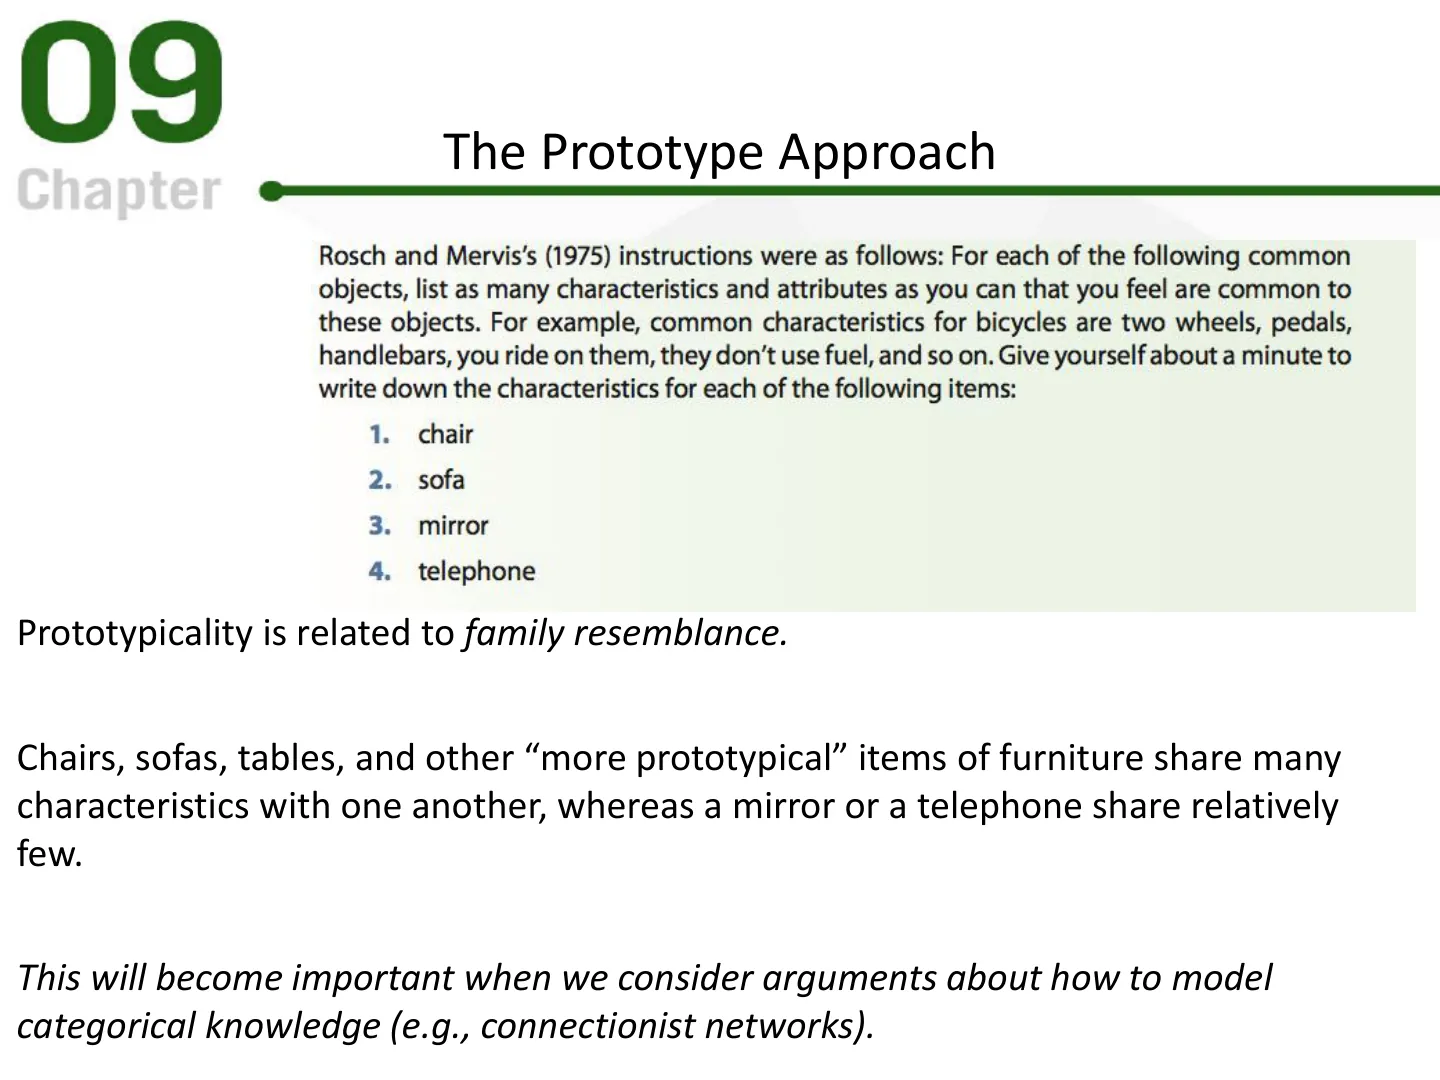 09
Chapter
The Prototype Approach
Rosch and Mervis’s (1975) instructions were as follows: For each of the following common
objects, list as many characteristics and attributes as you can that you feel are common to
these objects. For example, common characteristics for bicycles are two wheels, pedals,
handlebars, you ride on them, they don’t use fuel, and so on. Give yourself about a minute to
write down the characteristics for each of the following items:
1. chair
2. sofa
3. mirror
4. telephone
Prototypicality is related to family resemblance.
Chairs, sofas, tables, and other “more prototypical” items of furniture share many
characteristics with one another, whereas a mirror or a telephone share relatively
few.
This will become important when we consider arguments about how to model
categorical knowledge (e.g., connectionist networks).